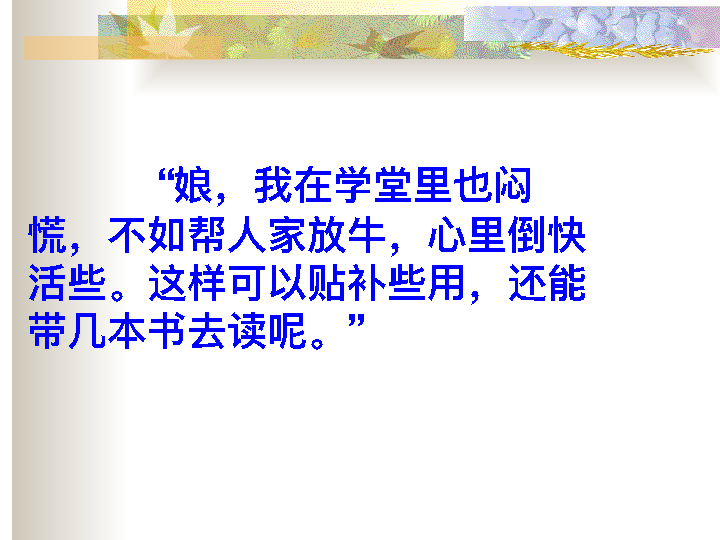 “娘，我在学堂里也闷
慌，不如帮人家放牛，心里倒快
活些。这样可以贴补些用，还能
带几本书去读呢。”